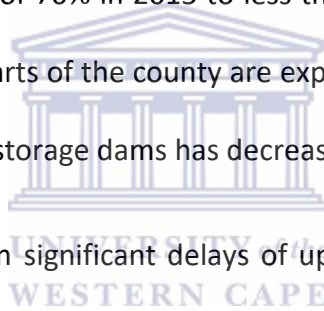 of 70% in 2015 to less th
arts of the county are exp
storage dams has decreas
n significant delays of up
UNIVERSITY of the
WESTERN CAPE